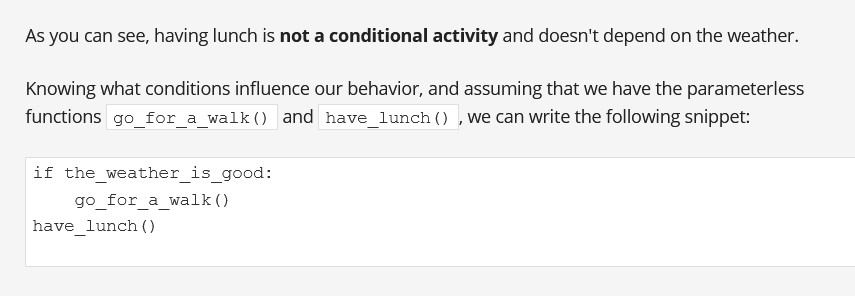 As you can see, having lunch is not a conditional activity and doesn't depend on the weather.
Knowing what conditions influence our behavior, and assuming that we have the parameterless
functions go_for_a_walk() and have_lunch(), we can write the following snippet:
if the_weather_is_good:
    go_for_a_walk()
have_lunch()